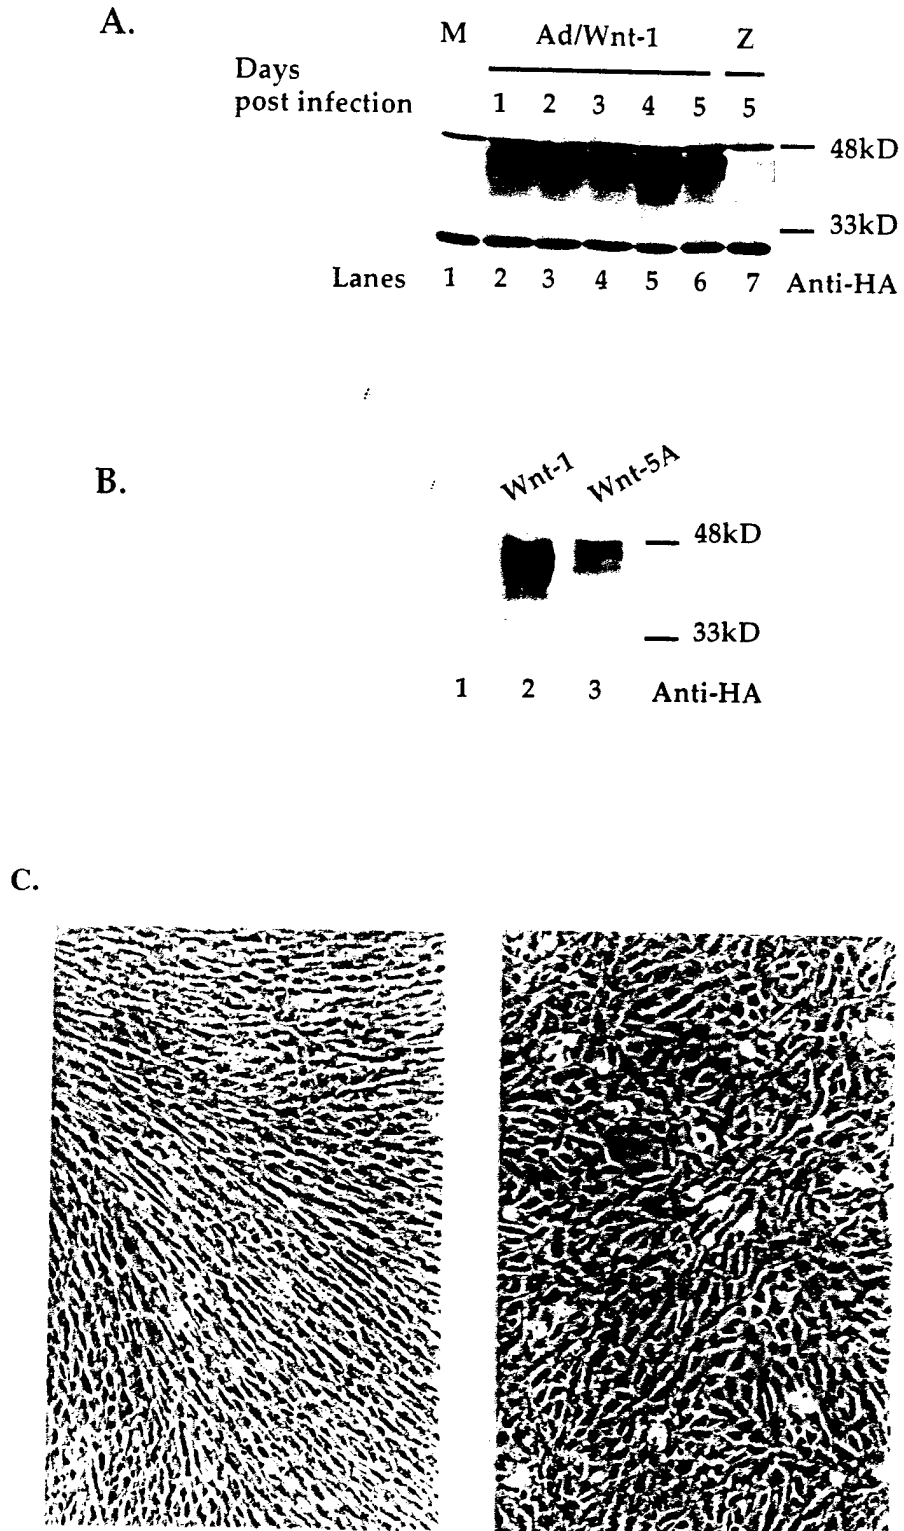 A.
M Ad/Wnt-1 Z
Days
post infection 1 2 3 4 5 5
48kD
33kD
Lanes 1 2 3 4 5 6 7 Anti-HA
B.
Wnt-1 Wnt-5A
48kD
33kD
1 2 3 Anti-HA
C.